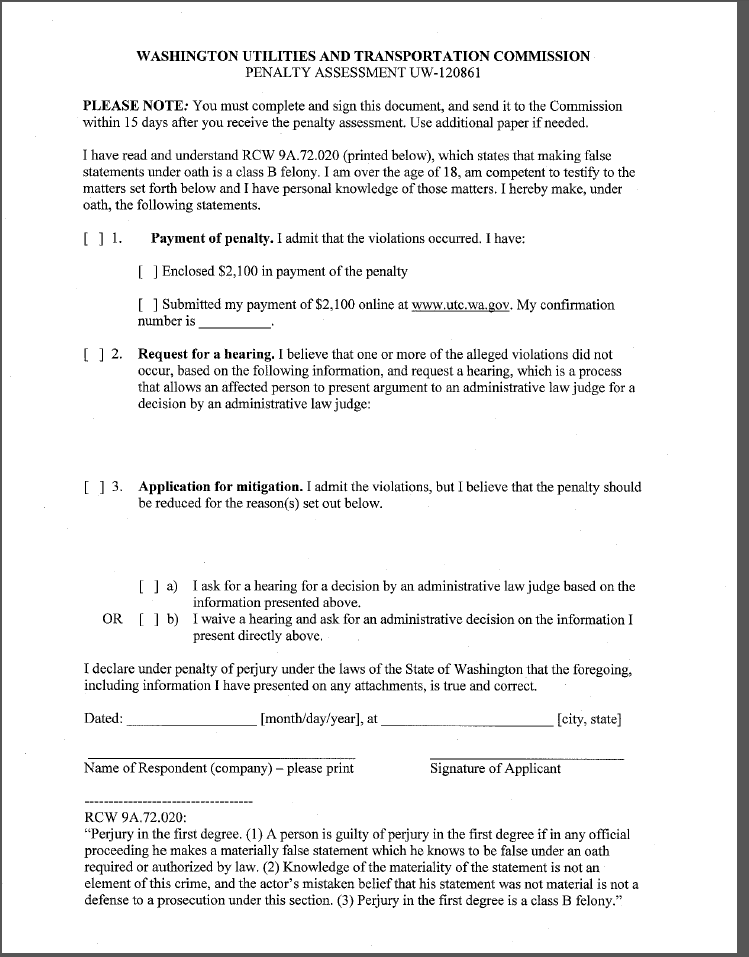 WASHINGTON UTILITIES AND TRANSPORTATION COMMISSION
PENALTY ASSESSMENT UW-120861
PLEASE NOTE: You must complete and sign this document, and send it to the Commission
within 15 days after you receive the penalty assessment. Use additional paper if needed.
I have read and understand RCW 9A.72.020 (printed below), which states that making false
statements under oath is a class B felony. I am over the age of 18, am competent to testify to the
matters set forth below and I have personal knowledge of those matters. I hereby make, under
oath, the following statements.
[ ] 1. Payment of penalty. I admit that the violations occurred. I have:
[ ] Enclosed $2,100 in payment of the penalty
[ ] Submitted my payment of $2,100 online at www.utc.wa.gov. My confirmation
number is __________.
[ ] 2. Request for a hearing. I believe that one or more of the alleged violations did not
occur, based on the following information, and request a hearing, which is a process
that allows an affected person to present argument to an administrative law judge for a
decision by an administrative law judge:
[ ] 3. Application for mitigation. I admit the violations, but I believe that the penalty should
be reduced for the reason(s) set out below.
[ ] a) I ask for a hearing for a decision by an administrative law judge based on the
information presented above.
OR [ ] b) I waive a hearing and ask for an administrative decision on the information I
present directly above.
I declare under penalty of perjury under the laws of the State of Washington that the foregoing,
including information I have presented on any attachments, is true and correct.
Dated: __________________ [month/day/year], at ________________________ [city, state]
Name of Respondent (company) – please print Signature of Applicant
-----------------------------------
RCW 9A.72.020:
“Perjury in the first degree. (1) A person is guilty of perjury in the first degree if in any official
proceeding he makes a materially false statement which he knows to be false under an oath
required or authorized by law. (2) Knowledge of the materiality of the statement is not an
element of this crime, and the actor’s mistaken belief that his statement was not material is not a
defense to a prosecution under this section. (3) Perjury in the first degree is a class B felony.”